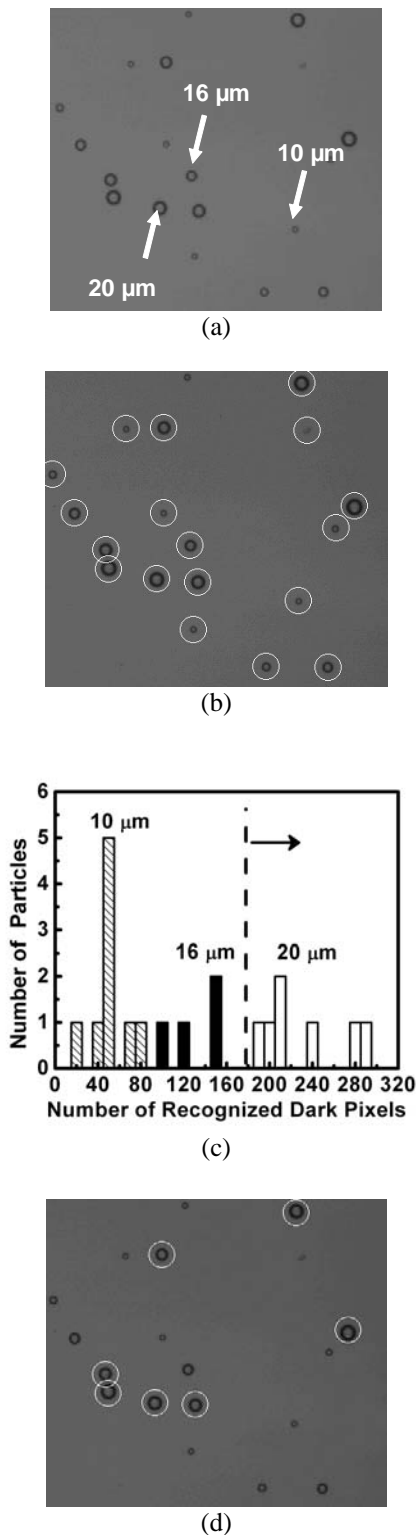 16 µm
10 µm
20 µm
(a)
(b)
6
5
4
3
2
1
0
Number of Particles
10 µm
16 µm
20 µm
0 40 80 120 160 200 240 280 320
Number of Recognized Dark Pixels
(c)
(d)